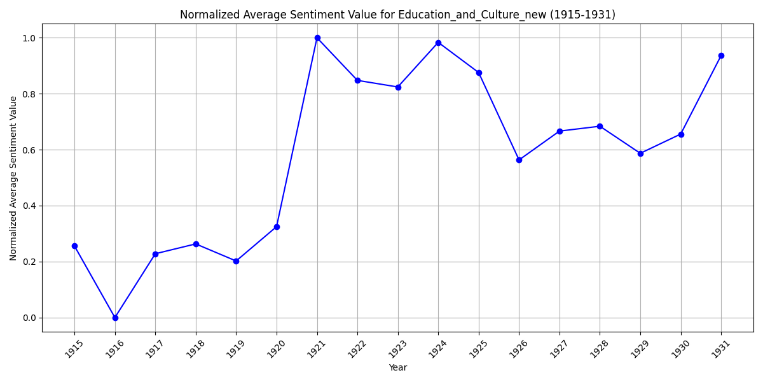 Normalized Average Sentiment Value for Education_and_Culture_new (1915-1931)
Normalized Average Sentiment Value
1.0
0.8
0.6
0.4
0.2
0.0
1915 1916 1917 1918 1919 1920 1921 1922 1923 1924 1925 1926 1927 1928 1929 1930 1931
Year